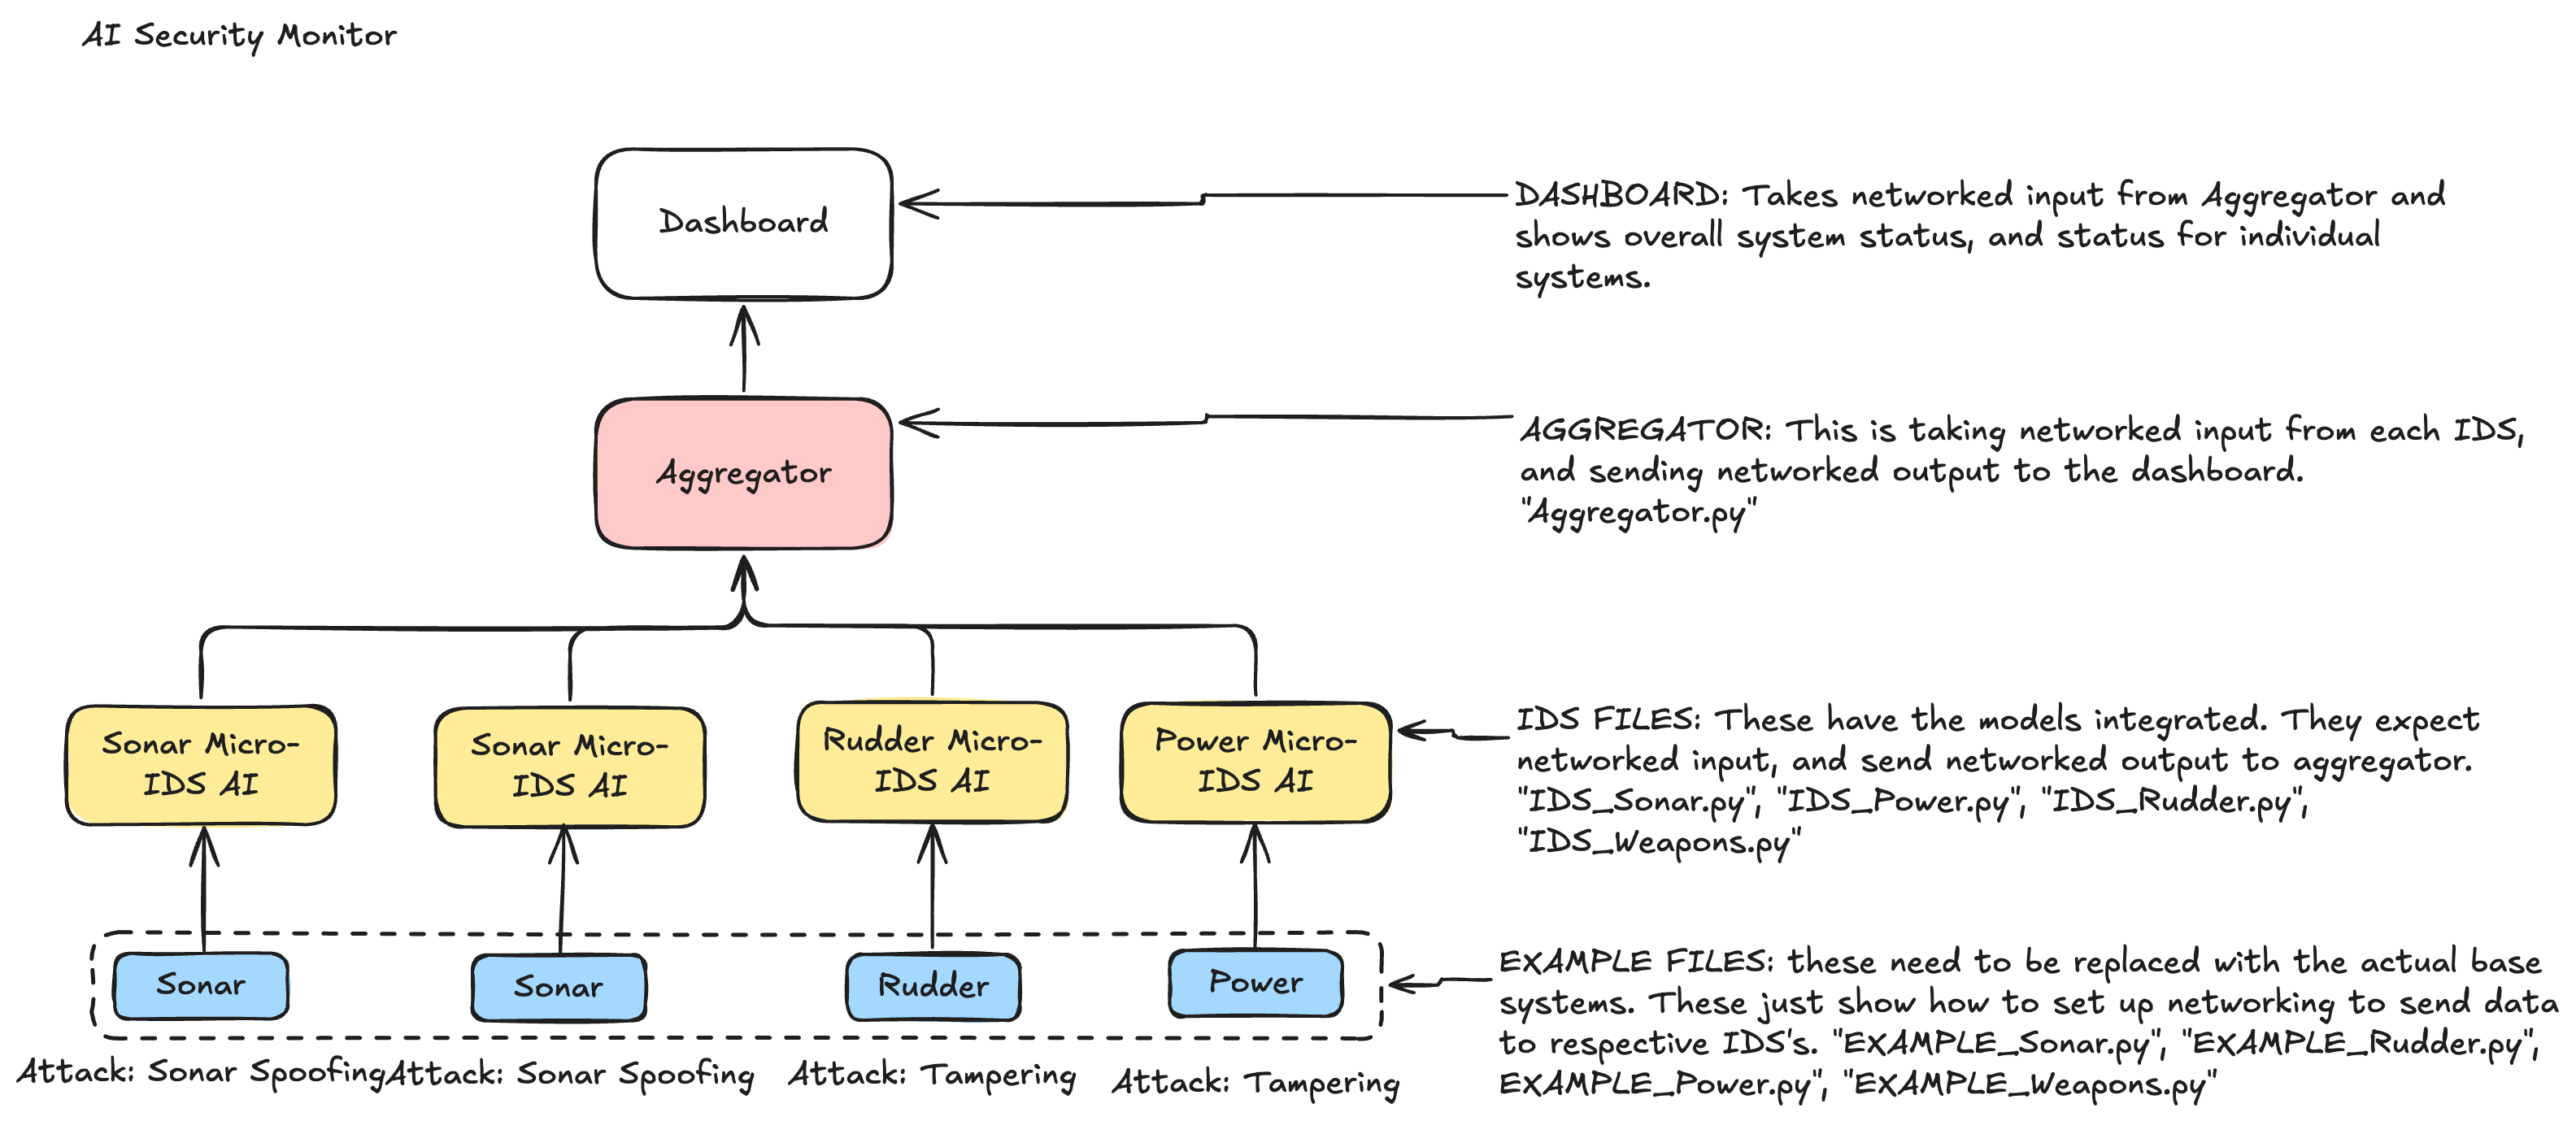 AI Security Monitor
Dashboard
DASHBOARD: Takes networked input from Aggregator and
shows overall system status, and status for individual
systems.
Aggregator
AGGREGATOR: This is taking networked input from each IDS,
and sending networked output to the dashboard.
"Aggregator.py"
Sonar Micro-
IDS AI
Sonar Micro-
IDS AI
Rudder Micro-
IDS AI
Power Micro-
IDS AI
IDS FILES: These have the models integrated. They expect
networked input, and send networked output to aggregator.
"IDS_Sonar.py", "IDS_Power.py", "IDS_Rudder.py",
"IDS_Weapons.py"
Sonar
Sonar
Rudder
Power
EXAMPLE FILES: these need to be replaced with the actual base
systems. These just show how to set up networking to send data
to respective IDS's. "EXAMPLE_Sonar.py", "EXAMPLE_Rudder.py",
EXAMPLE_Power.py", "EXAMPLE_Weapons.py"
Attack: Sonar Spoofing
Attack: Sonar Spoofing
Attack: Tampering
Attack: Tampering